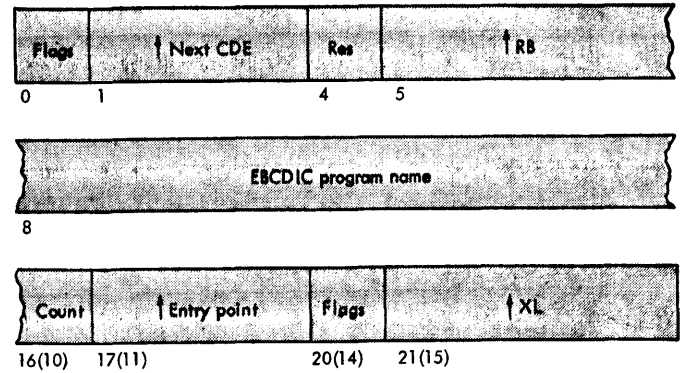 Flags ↑ Next CDE Res ↑ RB
0 1 4 5
EBCDIC program name
8
Count ↑ Entry point Flags ↑ XL
16(10) 17(11) 20(14) 21(15)